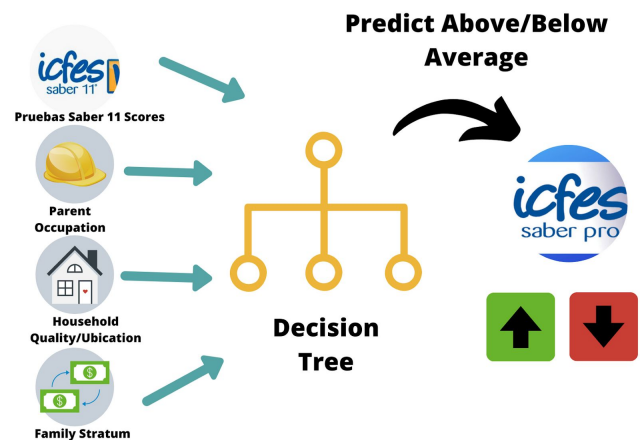 Predict Above/Below
Average
icfes
saber 11°
Pruebas Saber 11 Scores
Parent
Occupation
Household
Quality/Ubication
Family Stratum
Decision
Tree
icfes
saber pro